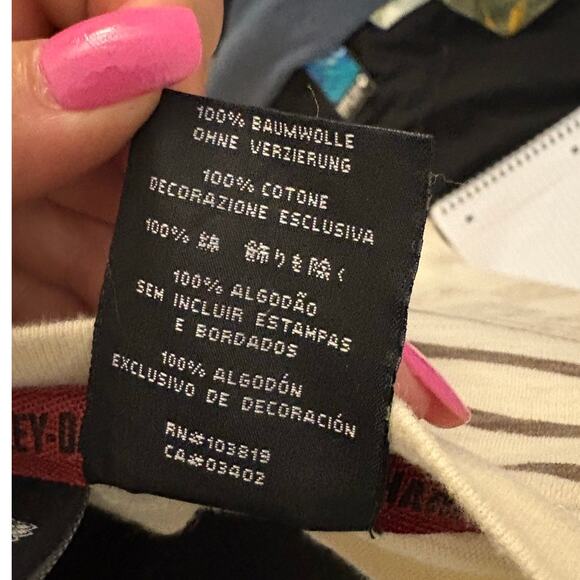 100% BAUMWOLLE
OHNE VERZIERUNG
100% COTONE
DECORAZIONE ESCLUSIVA
100% 綿 飾りを除く
100% ALGODÃO
SEM INCLUIR ESTAMPAS
E BORDADOS
100% ALGODÓN
EXCLUSIVO DE DECORACIÓN
RN#103819
CA#03402
EY-D